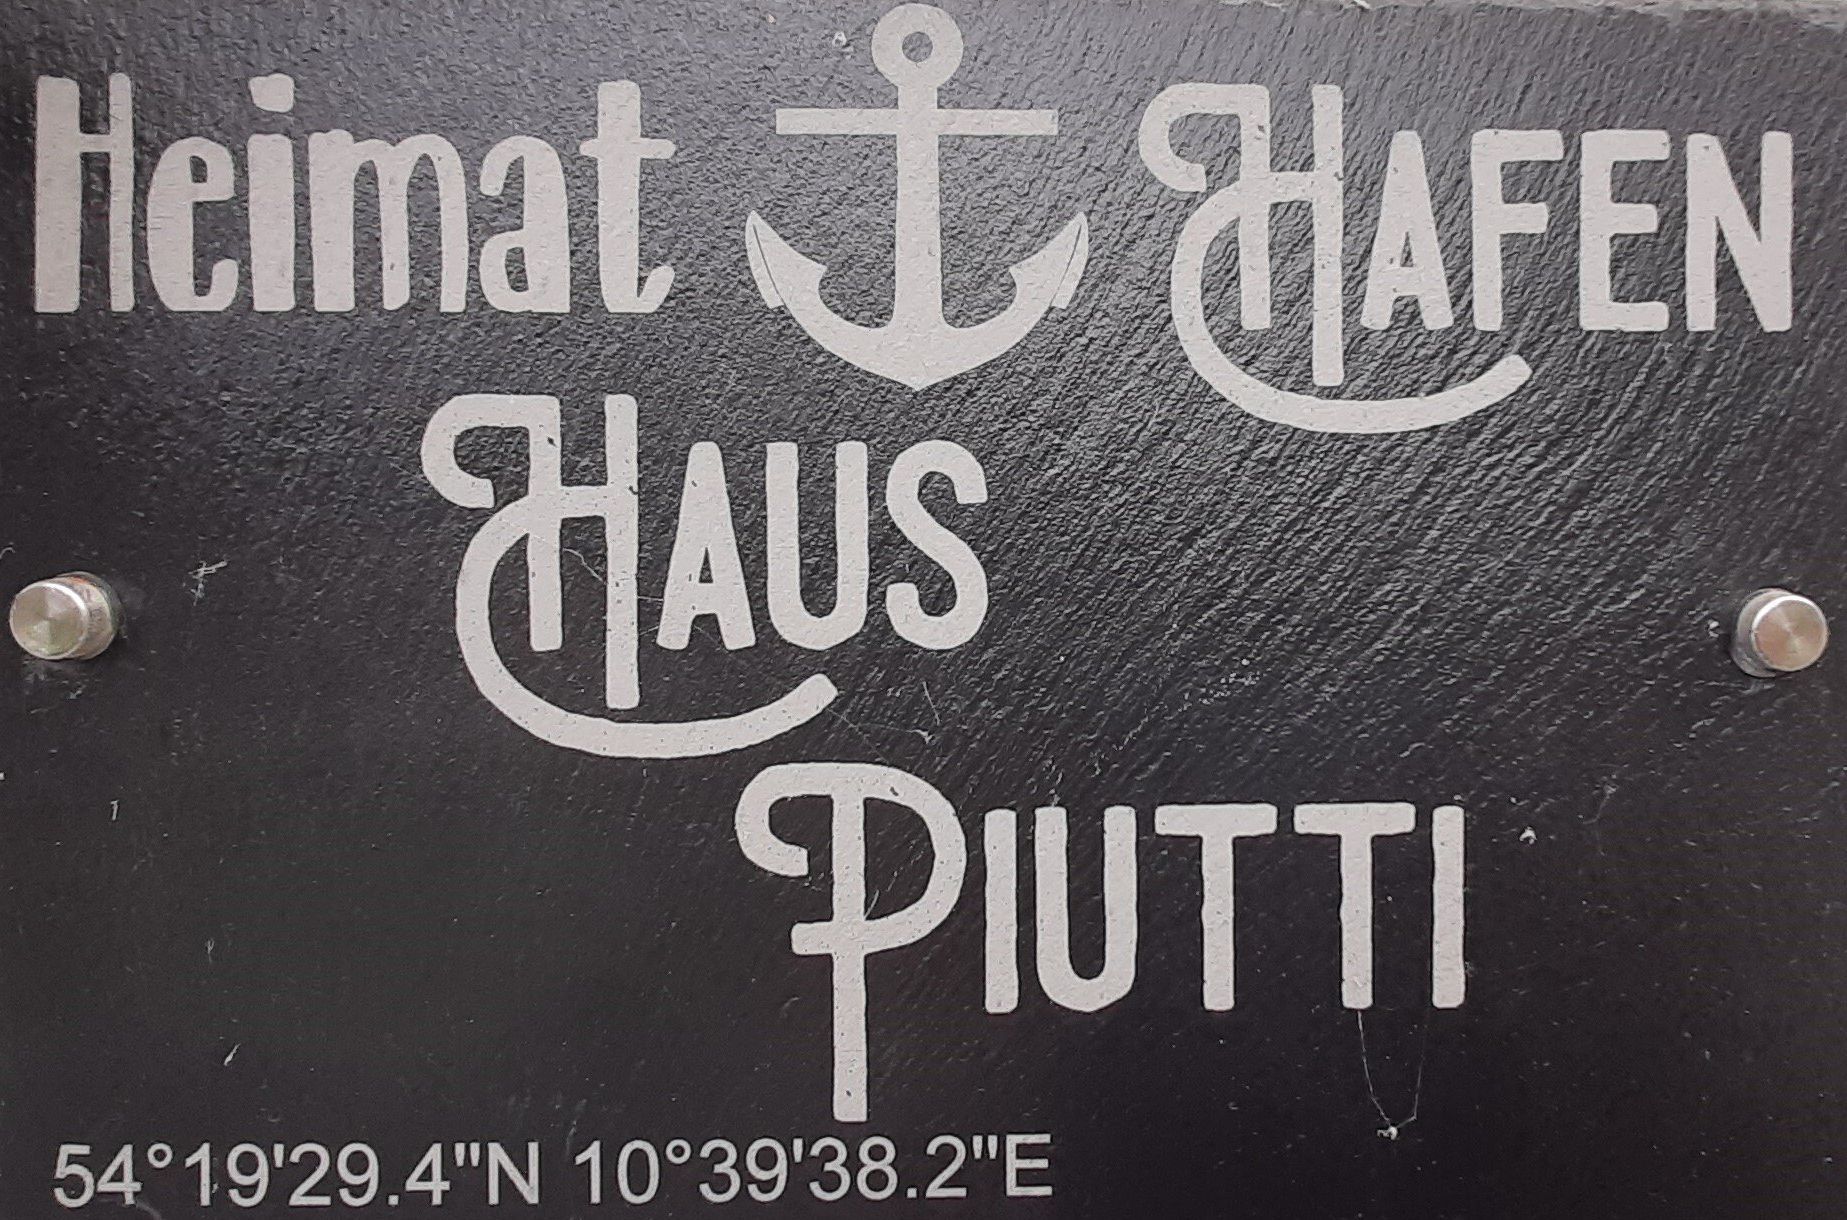 Heimat HAFEN
HAUS
PIUTTI
54°19'29.4"N 10°39'38.2"E